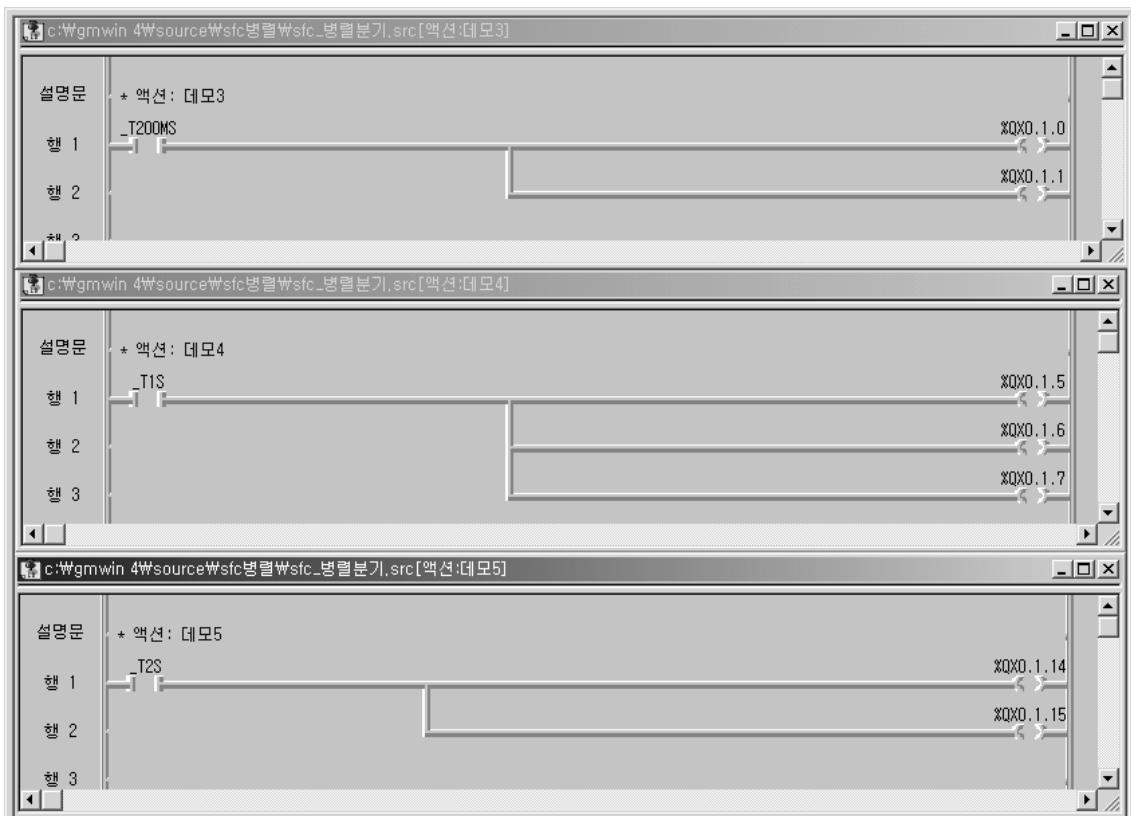 c:₩gmwin 4₩source₩sfc병렬₩sfc_병렬분기.src[액션:데모3]
설명문 * 액션: 데모3
_T200MS %QX0.1.0
행 1
%QX0.1.1
행 2
행 3
c:₩gmwin 4₩source₩sfc병렬₩sfc_병렬분기.src[액션:데모4]
설명문 * 액션: 데모4
_T1S %QX0.1.5
행 1
%QX0.1.6
행 2
%QX0.1.7
행 3
c:₩gmwin 4₩source₩sfc병렬₩sfc_병렬분기.src[액션:데모5]
설명문 * 액션: 데모5
_T2S %QX0.1.14
행 1
%QX0.1.15
행 2
행 3